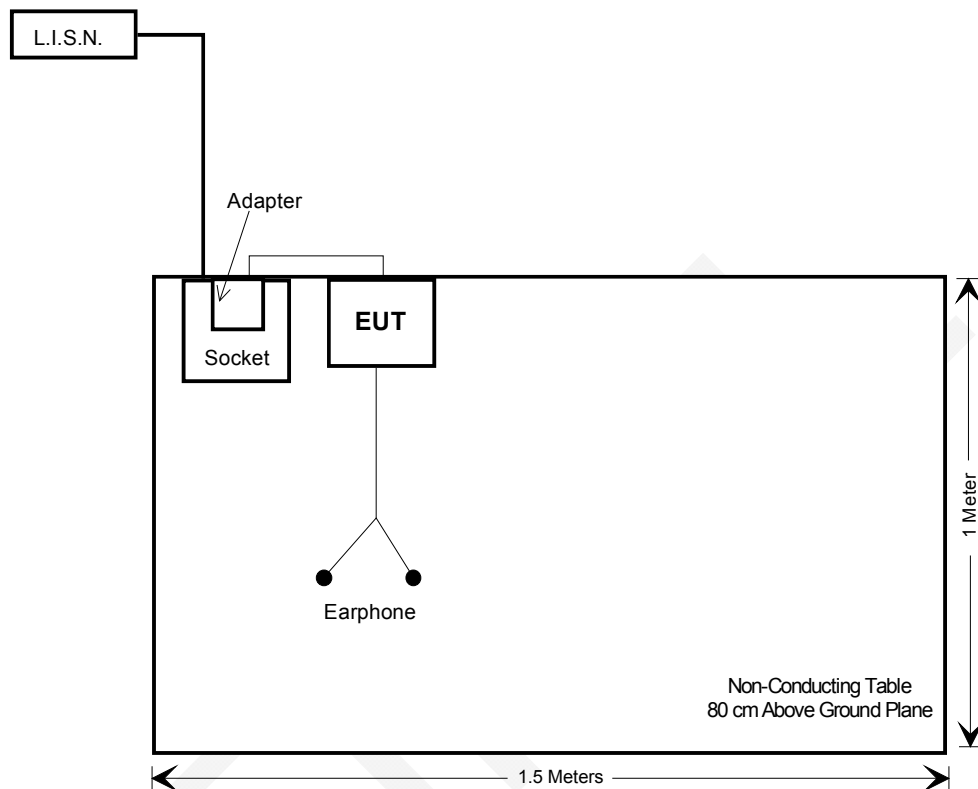 L.I.S.N.
Adapter
EUT
Socket
1 Meter
Earphone
Non-Conducting Table
80 cm Above Ground Plane
1.5 Meters